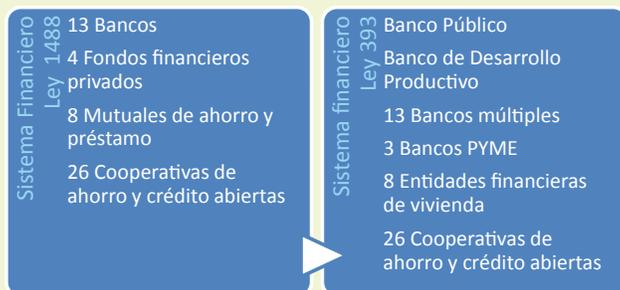 Sistema Financiero
Ley 1488
13 Bancos
4 Fondos financieros
privados
8 Mutuales de ahorro y
préstamo
26 Cooperativas de
ahorro y crédito abiertas
Sistema financiero
Ley 393
Banco Público
Banco de Desarrollo
Productivo
13 Bancos múltiples
3 Bancos PYME
8 Entidades financieras
de vivienda
26 Cooperativas de
ahorro y crédito abiertas